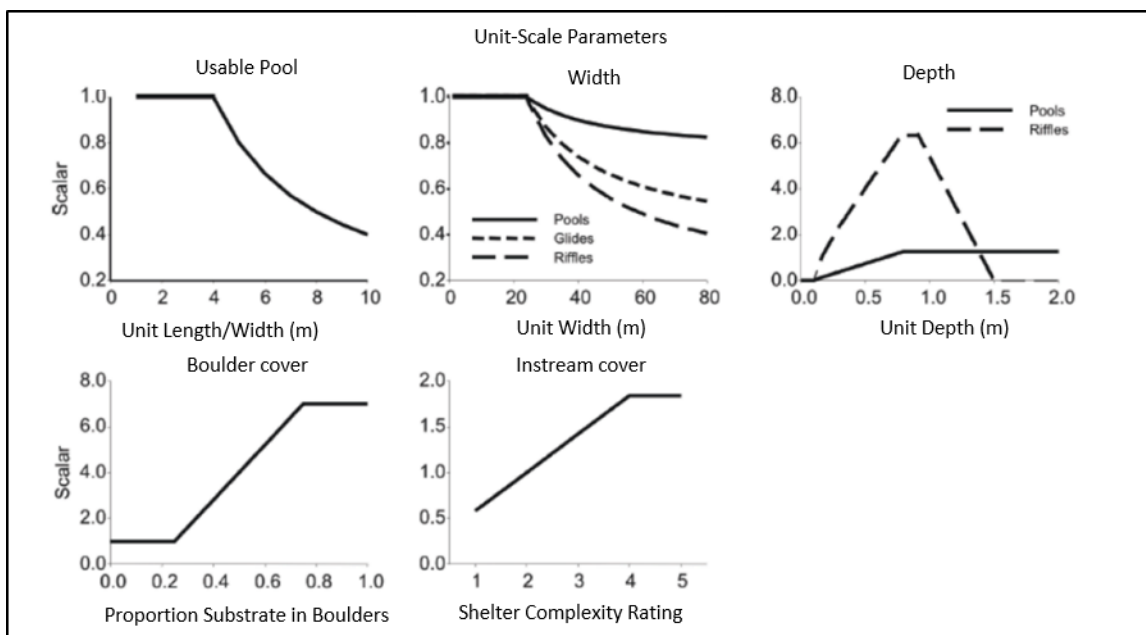 Unit-Scale Parameters
Usable Pool
Scalar
1.0
0.8
0.6
0.4
0.2
0 2 4 6 8 10
Unit Length/Width (m)
Width
1.0
0.8
0.6
0.4
0.2
Pools
Glides
Riffles
0 20 40 60 80
Unit Width (m)
Depth
8.0
6.0
4.0
2.0
0.0
Pools
Riffles
0.0 0.5 1.0 1.5 2.0
Unit Depth (m)
Boulder cover
Scalar
8.0
6.0
4.0
2.0
0.0
0.0 0.2 0.4 0.6 0.8 1.0
Proportion Substrate in Boulders
Instream cover
2.0
1.5
1.0
0.5
0.0
1 2 3 4 5
Shelter Complexity Rating